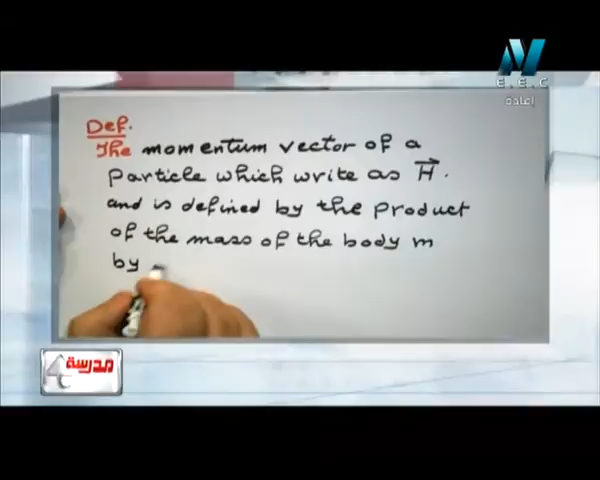 E.E.C
إعادة
Def.
The momentum vector of a
particle which write as H.
and is defined by the product
of the mass of the body m
by
مدرسة